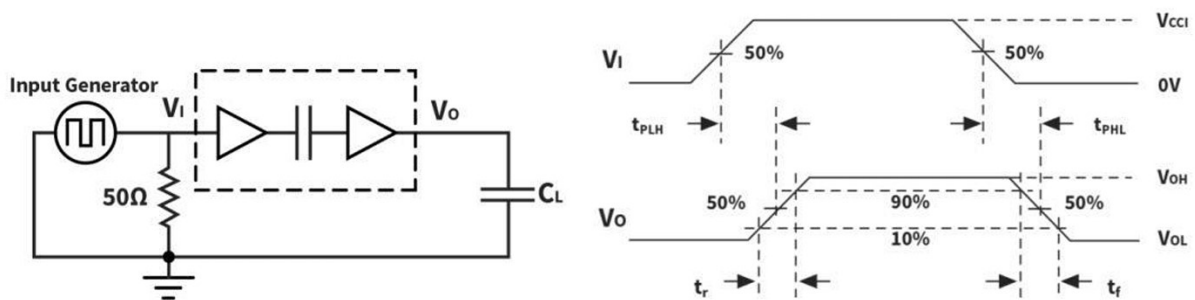 Input Generator
VI
VO
50Ω
CL
VCCI
VI
50%
50%
0V
tPLH
tPHL
VOH
50%
90%
50%
VO
10%
VOL
tr
tf